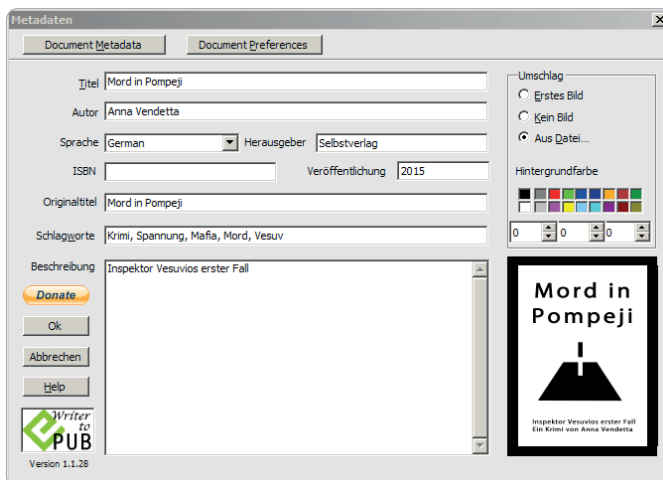 Metadaten
Document Metadata Document Preferences
Titel Mord in Pompeji
Autor Anna Vendetta
Sprache German Herausgeber Selbstverlag
ISBN Veröffentlichung 2015
Originaltitel Mord in Pompeji
Schlagworte Krimi, Spannung, Mafia, Mord, Vesuv
Beschreibung Inspektor Vesuvios erster Fall
Donate
Ok
Abbrechen
Help
Writer
to
ePUB
Version 1.1.28
Umschlag
Erstes Bild
Kein Bild
Aus Datei...
Hintergrundfarbe
0 0 0
Mord in
Pompeji
Inspektor Vesuvios erster Fall
Ein Krimi von Anna Vendetta